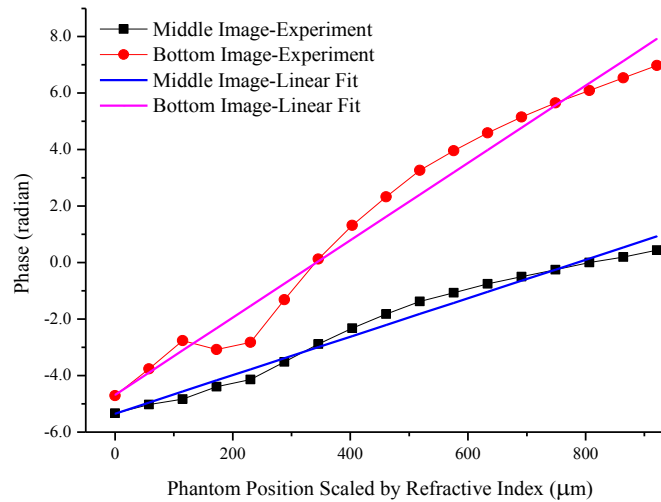 Middle Image-Experiment
Bottom Image-Experiment
Middle Image-Linear Fit
Bottom Image-Linear Fit
8.0
6.0
4.0
2.0
0.0
-2.0
-4.0
-6.0
Phase (radian)
0 200 400 600 800
Phantom Position Scaled by Refractive Index (μm)